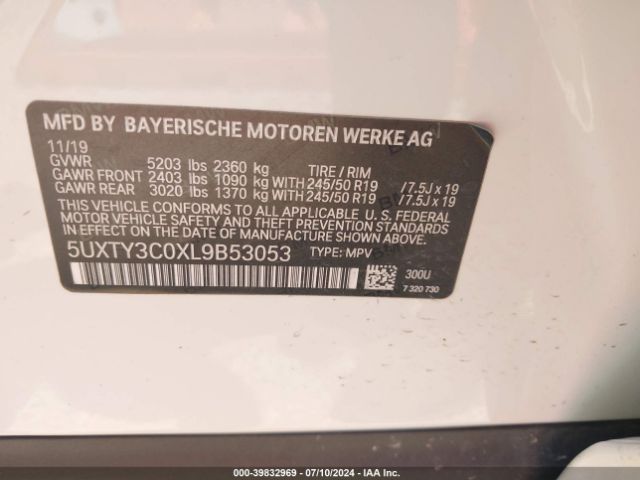 MFD BY BAYERISCHE MOTOREN WERKE AG
11/19
GVWR 5203 lbs 2360 kg TIRE / RIM
GAWR FRONT 2403 lbs 1090 kg WITH 245/50 R19 /7.5J x 19
GAWR REAR 3020 lbs 1370 kg WITH 245/50 R19 /7.5J x 19
THIS VEHICLE CONFORMS TO ALL APPLICABLE U. S. FEDERAL
MOTOR VEHICLE SAFETY, BUMPER, AND THEFT PREVENTION
STANDARDS IN EFFECT ON THE DATE OF MANUFACTURE SHOWN ABOVE.
5UXTY3C0XL9B53053 TYPE: MPV
300U
7 320 730
000-39832969 / 07/10/2024 / IAA Inc.